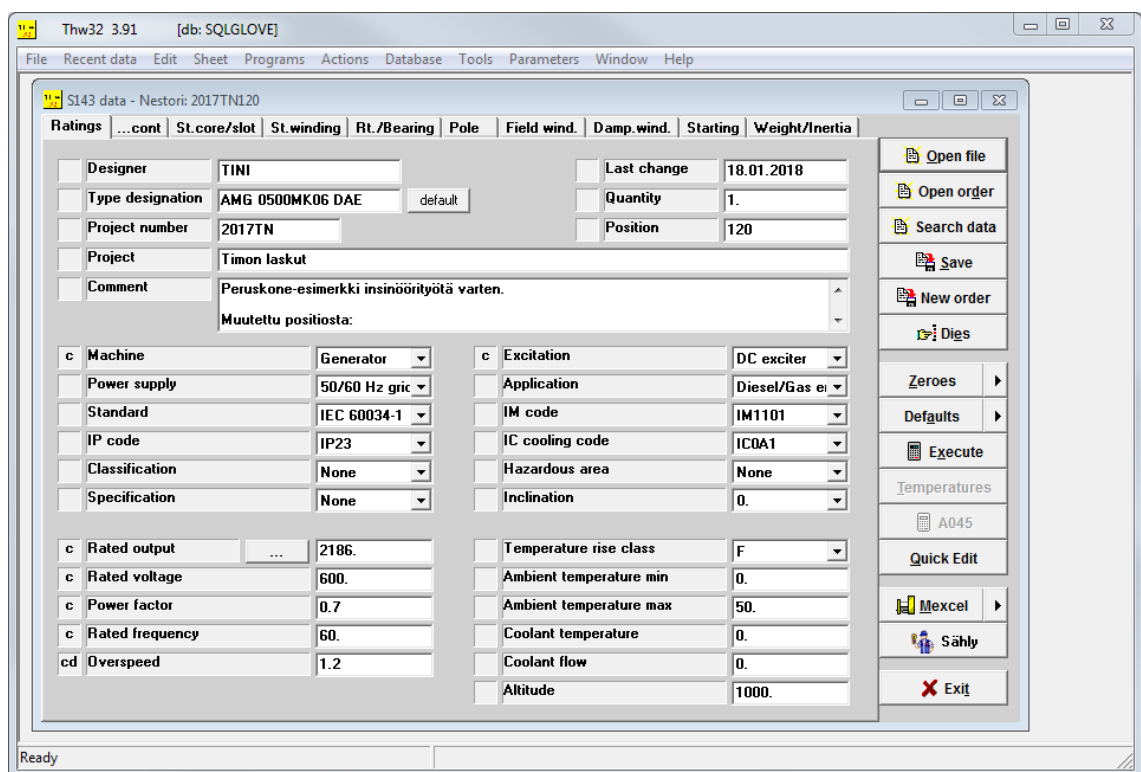 Thw32 3.91 [db: SQLGLOVE]
File Recent data Edit Sheet Programs Actions Database Tools Parameters Window Help
S143 data - Nestori: 2017TN120
Ratings ...cont St.core/slot St.winding Rt./Bearing Pole Field wind. Damp.wind. Starting Weight/Inertia
Designer TINI Last change 18.01.2018
Type designation AMG 0500MK06 DAE default Quantity 1.
Project number 2017TN Position 120
Project Timon laskut
Comment Peruskone-esimerkki insinöörityötä varten.
Muutettu positiosta:
c Machine Generator c Excitation DC exciter
Power supply 50/60 Hz gric Application Diesel/Gas er
Standard IEC 60034-1 IM code IM1101
IP code IP23 IC cooling code IC0A1
Classification None Hazardous area None
Specification None Inclination 0.
c Rated output ... 2186. Temperature rise class F
c Rated voltage 600. Ambient temperature min 0.
c Power factor 0.7 Ambient temperature max 50.
c Rated frequency 60. Coolant temperature 0.
cd Overspeed 1.2 Coolant flow 0.
Altitude 1000.
Open file
Open order
Search data
Save
New order
Dies
Zeroes
Defaults
Execute
Temperatures
A045
Quick Edit
Mexcel
Sähly
Exit
Ready